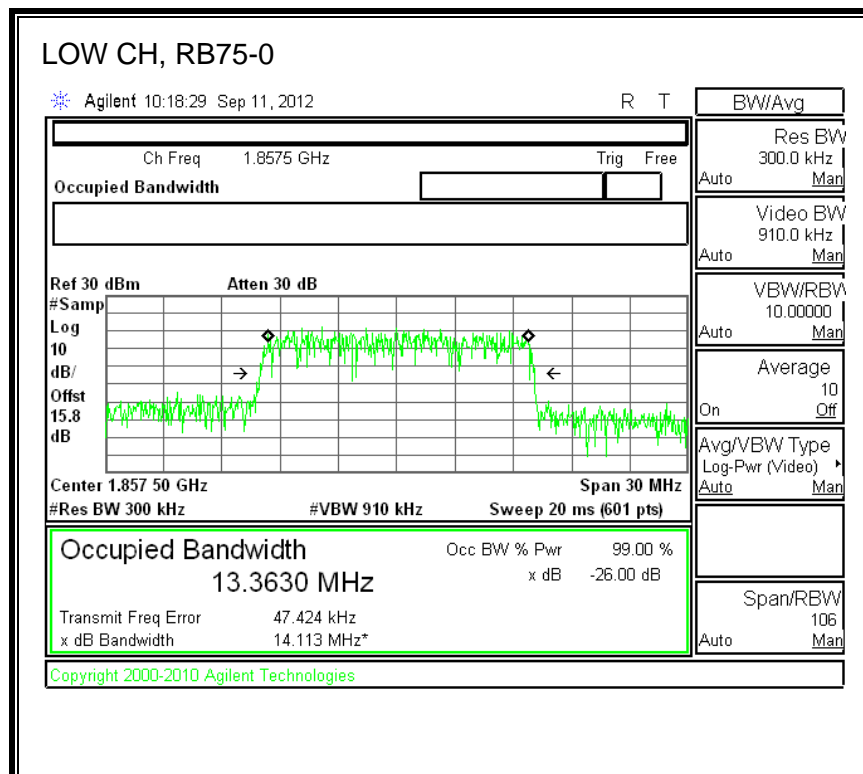 LOW CH, RB75-0
Agilent 10:18:29 Sep 11, 2012 R T
BW/Avg
Ch Freq 1.8575 GHz Trig Free
Occupied Bandwidth
Res BW
300.0 kHz
Auto Man
Video BW
910.0 kHz
Auto Man
VBW/RBW
10.00000
Auto Man
Average
10
On Off
Avg/VBW Type
Log-Pwr (Video)
Auto Man
Span/RBW
106
Auto Man
Ref 30 dBm Atten 30 dB
#Samp
Log
10
dB/
Offst
15.8
dB
Center 1.857 50 GHz Span 30 MHz
#Res BW 300 kHz #VBW 910 kHz Sweep 20 ms (601 pts)
Occupied Bandwidth
13.3630 MHz
Occ BW % Pwr 99.00 %
x dB -26.00 dB
Transmit Freq Error 47.424 kHz
x dB Bandwidth 14.113 MHz*
Copyright 2000-2010 Agilent Technologies